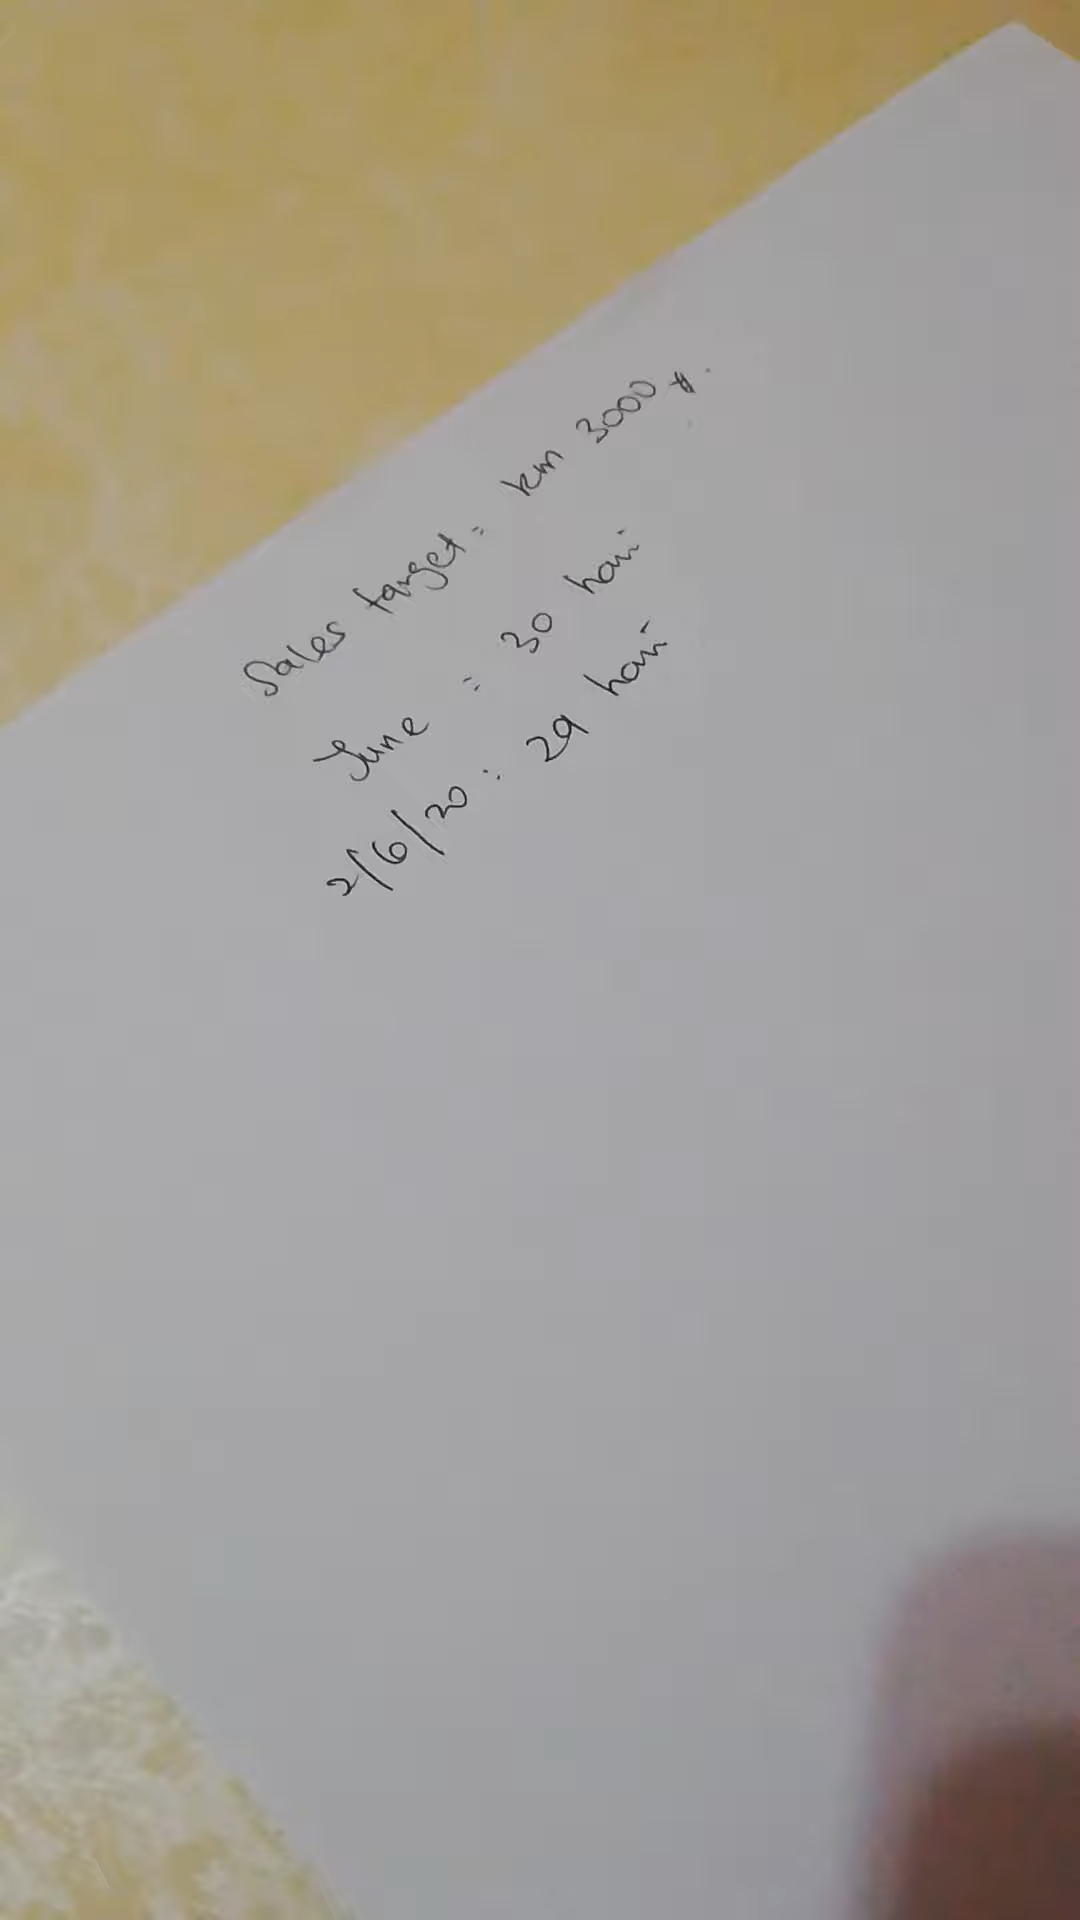 Sales target = RM 3000
June = 30 hari
2/6/20 = 29 hari